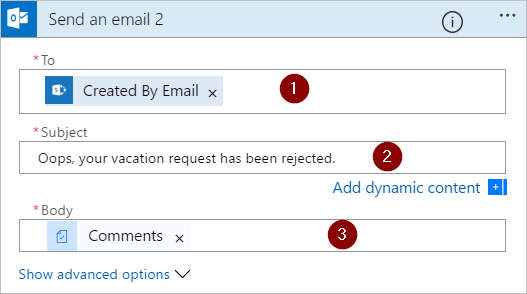 Send an email 2
* To
Created By Email ×
1
* Subject
Oops, your vacation request has been rejected.
2
Add dynamic content
* Body
Comments ×
3
Show advanced options